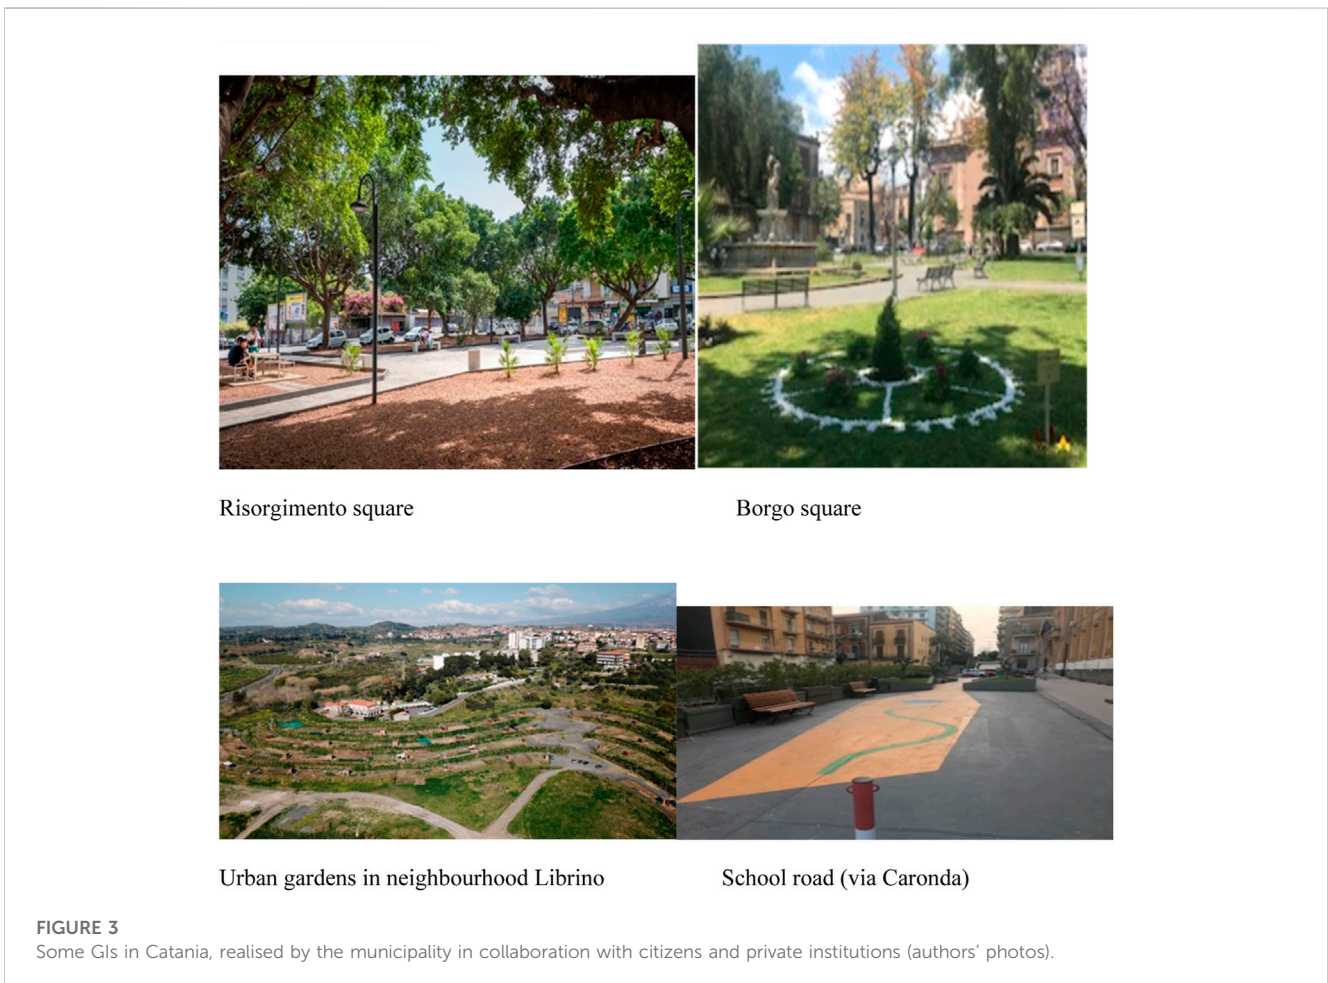 Risorgimento square
Borgo square
Urban gardens in neighbourhood Librino
School road (via Caronda)
FIGURE 3
Some GIs in Catania, realised by the municipality in collaboration with citizens and private institutions (authors’ photos).